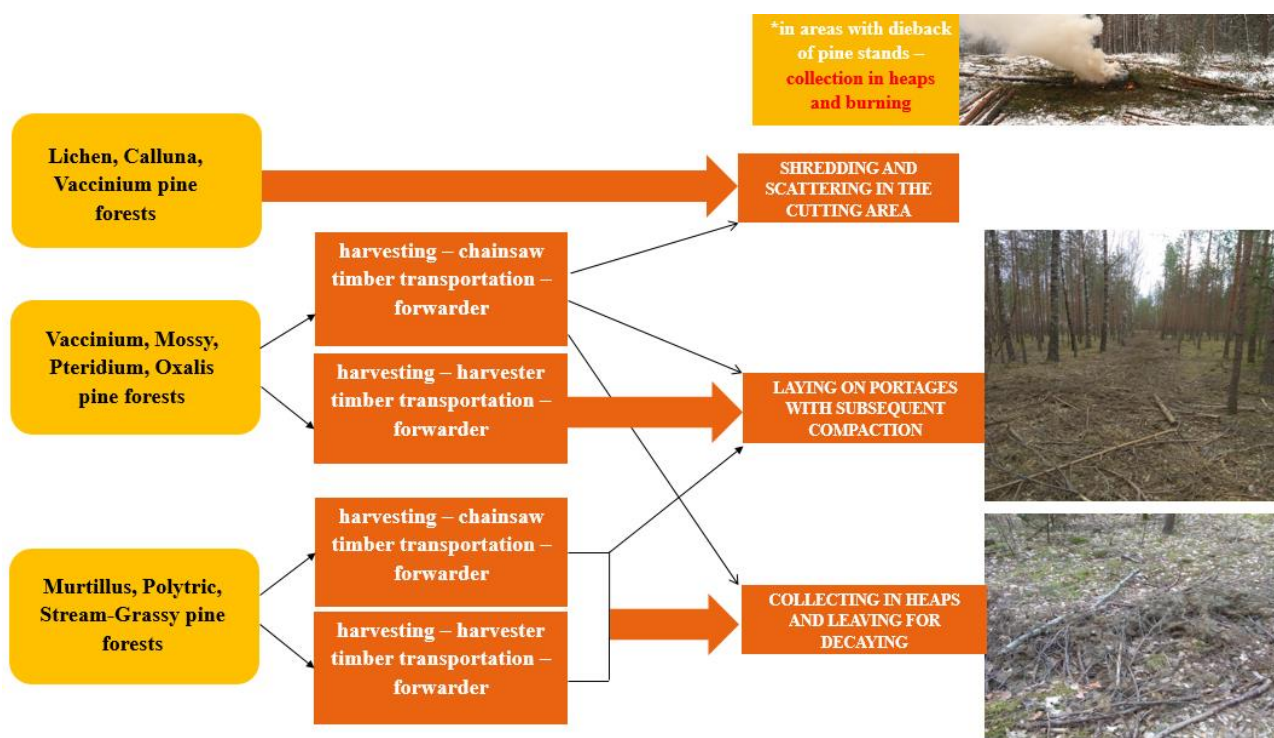 *in areas with dieback
of pine stands –
collection in heaps
and burning
Lichen, Calluna,
Vaccinium pine
forests
SHREDDING AND
SCATTERING IN THE
CUTTING AREA
harvesting – chainsaw
timber transportation –
forwarder
Vaccinium, Mossy,
Pteridium, Oxalis
pine forests
harvesting – harvester
timber transportation –
forwarder
LAYING ON PORTAGES
WITH SUBSEQUENT
COMPACTION
harvesting – chainsaw
timber transportation –
forwarder
Murtillus, Polytric,
Stream-Grassy pine
forests
harvesting – harvester
timber transportation –
forwarder
COLLECTING IN HEAPS
AND LEAVING FOR
DECAYING